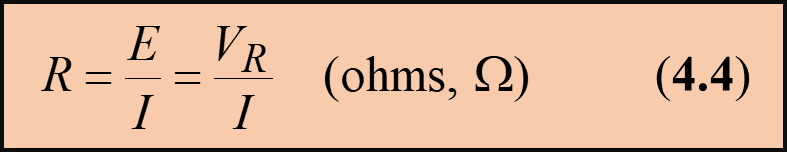 R = E/I = V_R/I (ohms, Ω) (4.4)